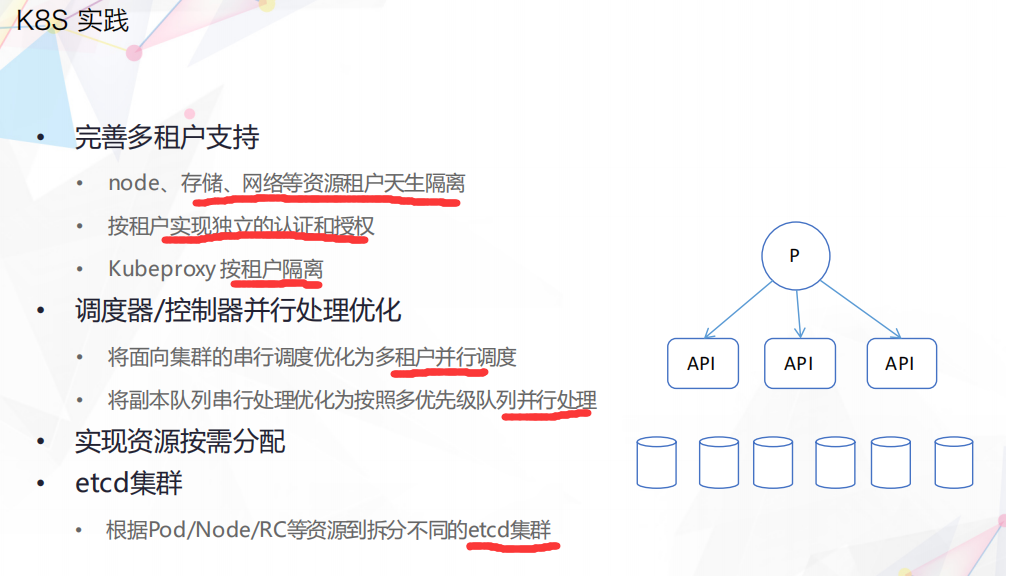 K8S 实践
• 完善多租户支持
• node、存储、网络等资源租户天生隔离
• 按租户实现独立的认证和授权
• Kubeproxy 按租户隔离
• 调度器/控制器并行处理优化
• 将面向集群的串行调度优化为多租户并行调度
• 将副本队列串行处理优化为按照多优先级队列并行处理
• 实现资源按需分配
• etcd集群
• 根据Pod/Node/RC等资源到拆分不同的etcd集群
P
API API API